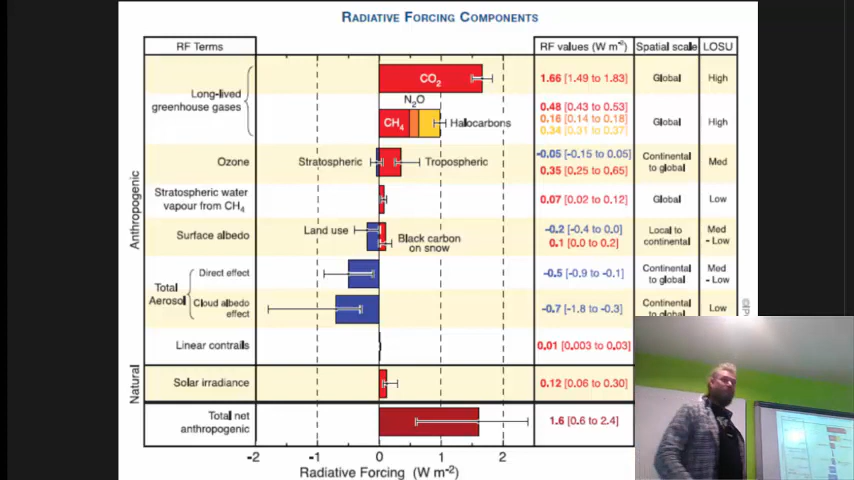 RADIATIVE FORCING COMPONENTS
RF Terms
RF values (W m⁻²)
Spatial scale
LOSU
Anthropogenic
Natural
Long-lived
greenhouse gases
CO₂
1.66 [1.49 to 1.83]
Global
High
N₂O
CH₄
Halocarbons
0.48 [0.43 to 0.53]
0.16 [0.14 to 0.18]
0.34 [0.31 to 0.37]
Global
High
Ozone
Stratospheric
Tropospheric
-0.05 [-0.15 to 0.05]
0.35 [0.25 to 0.65]
Continental
to global
Med
Stratospheric water
vapour from CH₄
0.07 [0.02 to 0.12]
Global
Low
Surface albedo
Land use
Black carbon
on snow
-0.2 [-0.4 to 0.0]
0.1 [0.0 to 0.2]
Local to
continental
Med
- Low
Total
Aerosol
Direct effect
-0.5 [-0.9 to -0.1]
Continental
to global
Med
- Low
Cloud albedo
effect
-0.7 [-1.8 to -0.3]
Continental
to global
Low
Linear contrails
0.01 [0.003 to 0.03]
Solar irradiance
0.12 [0.06 to 0.30]
Total net
anthropogenic
1.6 [0.6 to 2.4]
-2 -1 0 1 2
Radiative Forcing (W m⁻²)